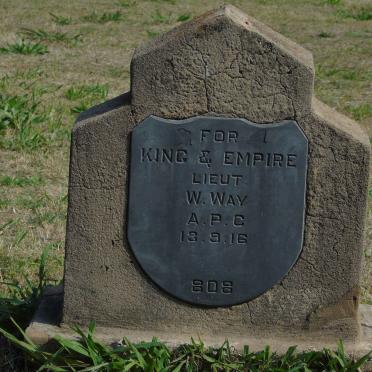 FOR
KING & EMPIRE
LIEUT
W. WAY
A.P.C
13.9.16
808